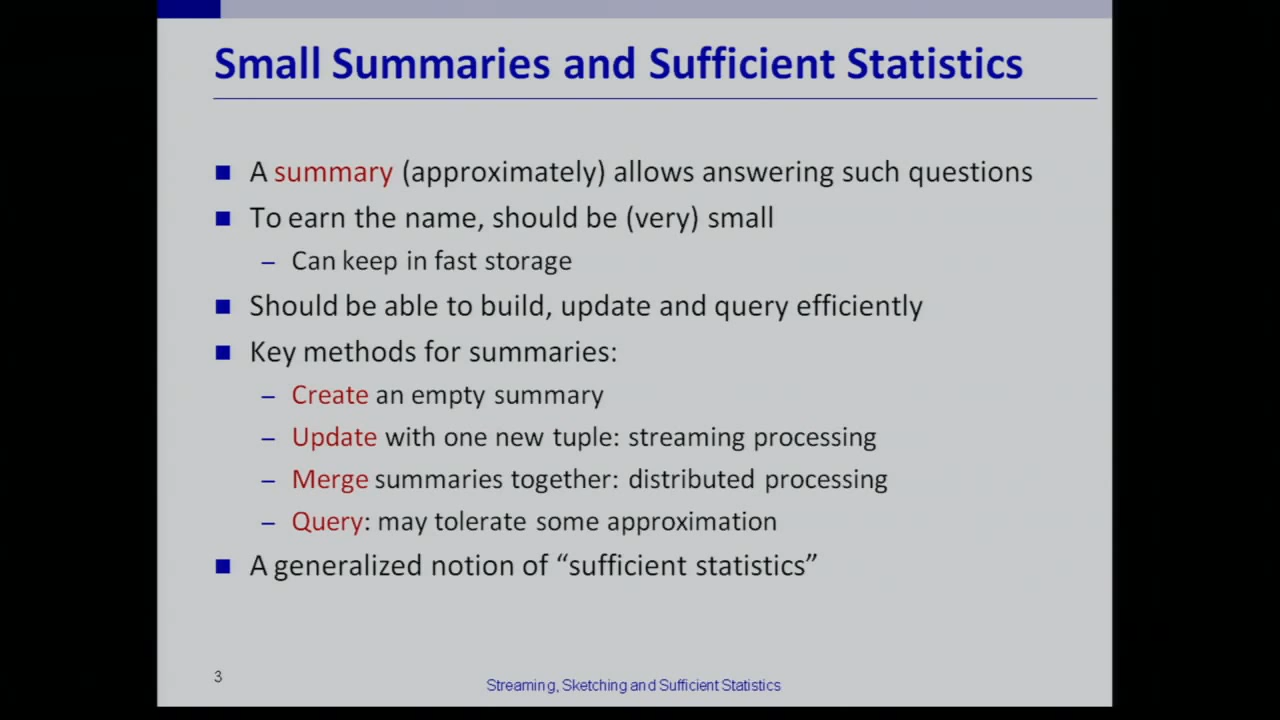 Small Summaries and Sufficient Statistics
■ A summary (approximately) allows answering such questions
■ To earn the name, should be (very) small
– Can keep in fast storage
■ Should be able to build, update and query efficiently
■ Key methods for summaries:
– Create an empty summary
– Update with one new tuple: streaming processing
– Merge summaries together: distributed processing
– Query: may tolerate some approximation
■ A generalized notion of “sufficient statistics”
3
Streaming, Sketching and Sufficient Statistics